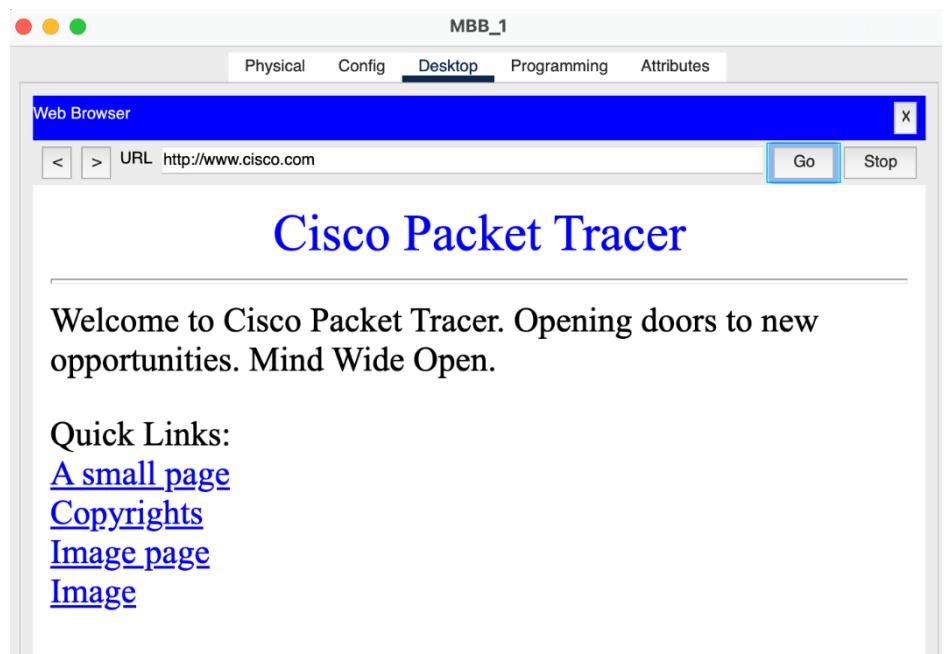 MBB_1
Physical Config Desktop Programming Attributes
Web Browser X
< > URL http://www.cisco.com Go Stop
Cisco Packet Tracer
Welcome to Cisco Packet Tracer. Opening doors to new
opportunities. Mind Wide Open.
Quick Links:
A small page
Copyrights
Image page
Image